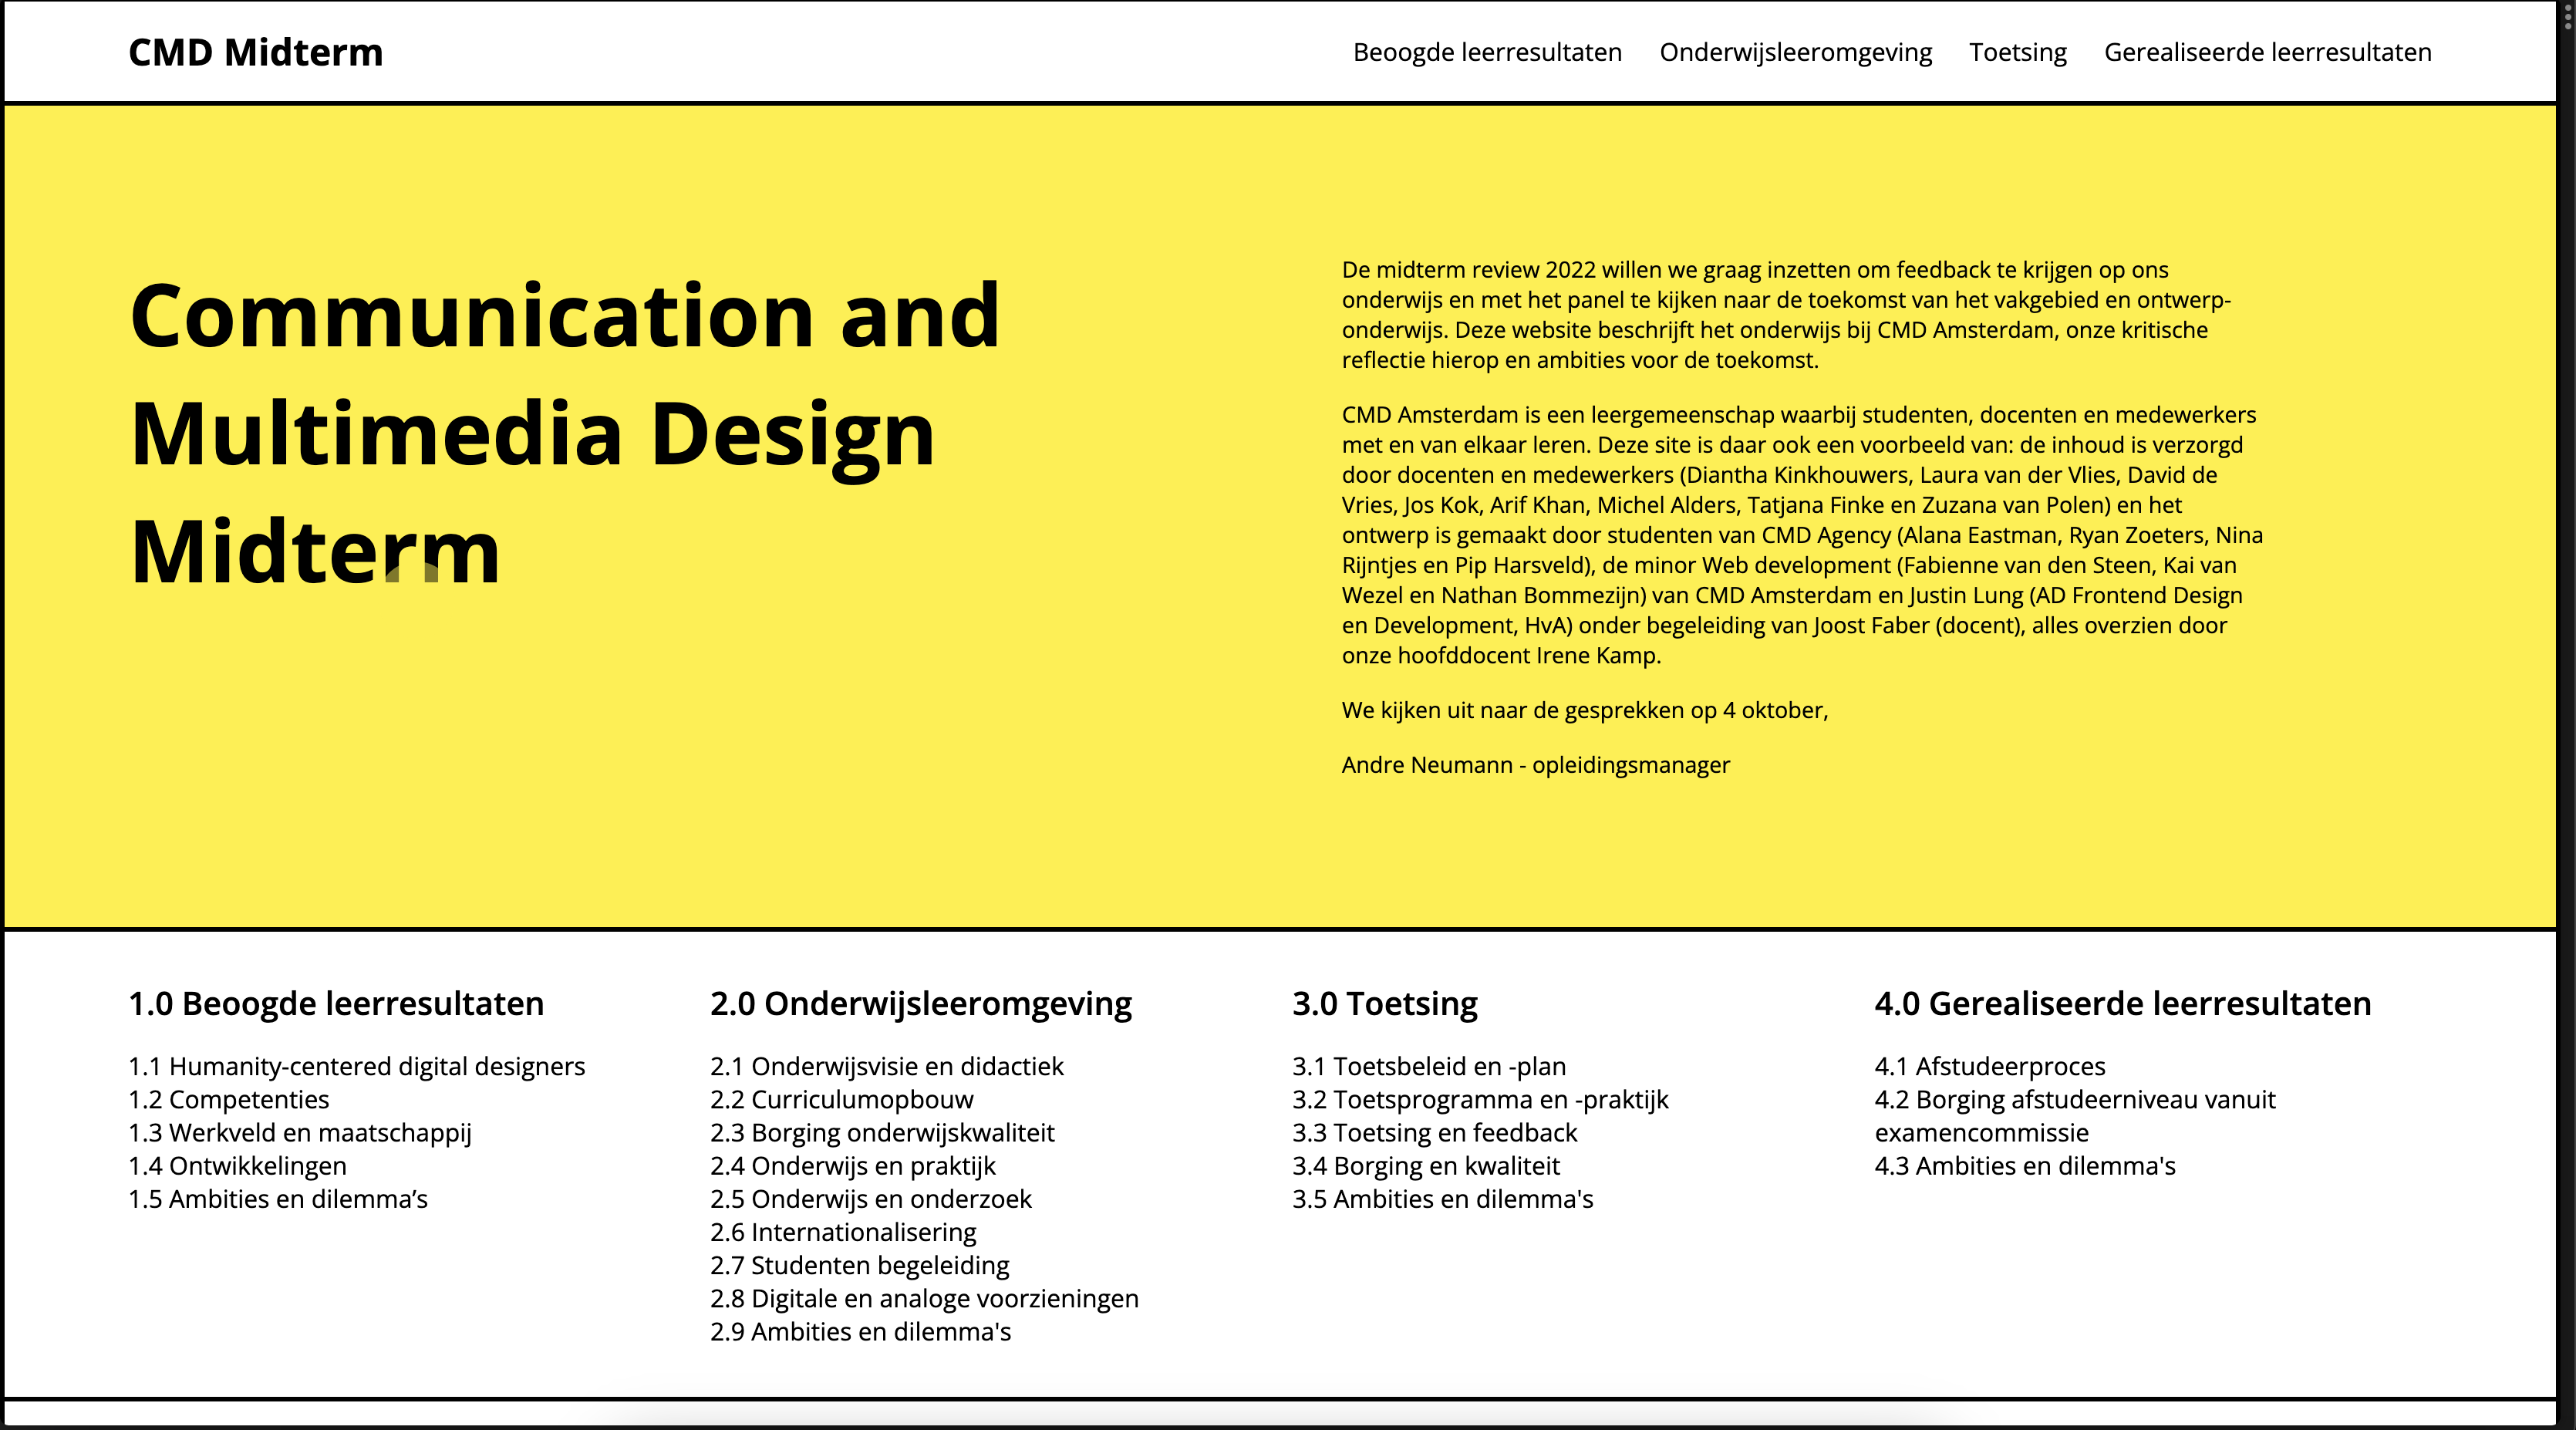 CMD Midterm
Beoogde leerresultaten Onderwijsleeromgeving Toetsing Gerealiseerde leerresultaten
Communication and
Multimedia Design
Midterm
De midterm review 2022 willen we graag inzetten om feedback te krijgen op ons
onderwijs en met het panel te kijken naar de toekomst van het vakgebied en ontwerp-
onderwijs. Deze website beschrijft het onderwijs bij CMD Amsterdam, onze kritische
reflectie hierop en ambities voor de toekomst.
CMD Amsterdam is een leergemeenschap waarbij studenten, docenten en medewerkers
met en van elkaar leren. Deze site is daar ook een voorbeeld van: de inhoud is verzorgd
door docenten en medewerkers (Diantha Kinkhouwers, Laura van der Vlies, David de
Vries, Jos Kok, Arif Khan, Michel Alders, Tatjana Finke en Zuzana van Polen) en het
ontwerp is gemaakt door studenten van CMD Agency (Alana Eastman, Ryan Zoeters, Nina
Rijntjes en Pip Harsveld), de minor Web development (Fabienne van den Steen, Kai van
Wezel en Nathan Bommezijn) van CMD Amsterdam en Justin Lung (AD Frontend Design
en Development, HvA) onder begeleiding van Joost Faber (docent), alles overzien door
onze hoofddocent Irene Kamp.
We kijken uit naar de gesprekken op 4 oktober,
Andre Neumann - opleidingsmanager
1.0 Beoogde leerresultaten
1.1 Humanity-centered digital designers
1.2 Competenties
1.3 Werkveld en maatschappij
1.4 Ontwikkelingen
1.5 Ambities en dilemma’s
2.0 Onderwijsleeromgeving
2.1 Onderwijsvisie en didactiek
2.2 Curriculumopbouw
2.3 Borging onderwijskwaliteit
2.4 Onderwijs en praktijk
2.5 Onderwijs en onderzoek
2.6 Internationalisering
2.7 Studenten begeleiding
2.8 Digitale en analoge voorzieningen
2.9 Ambities en dilemma's
3.0 Toetsing
3.1 Toetsbeleid en -plan
3.2 Toetsprogramma en -praktijk
3.3 Toetsing en feedback
3.4 Borging en kwaliteit
3.5 Ambities en dilemma's
4.0 Gerealiseerde leerresultaten
4.1 Afstudeerproces
4.2 Borging afstudeerniveau vanuit
examencommissie
4.3 Ambities en dilemma's